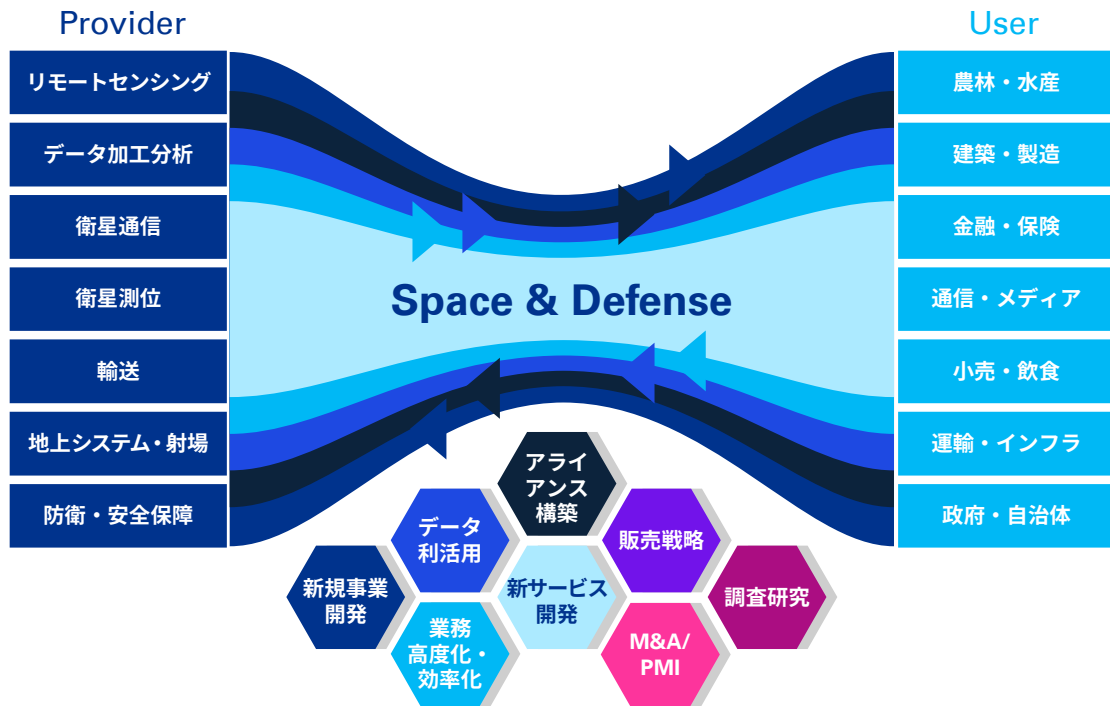 Provider
リモートセンシング
データ加工分析
衛星通信
衛星測位
輸送
地上システム・射場
防衛・安全保障
Space & Defense
User
農林・水産
建築・製造
金融・保険
通信・メディア
小売・飲食
運輸・インフラ
政府・自治体
アライ
アンス
構築
データ
利活用
販売戦略
新規事業
開発
新サービス
開発
調査研究
業務
高度化・
効率化
M&A/
PMI